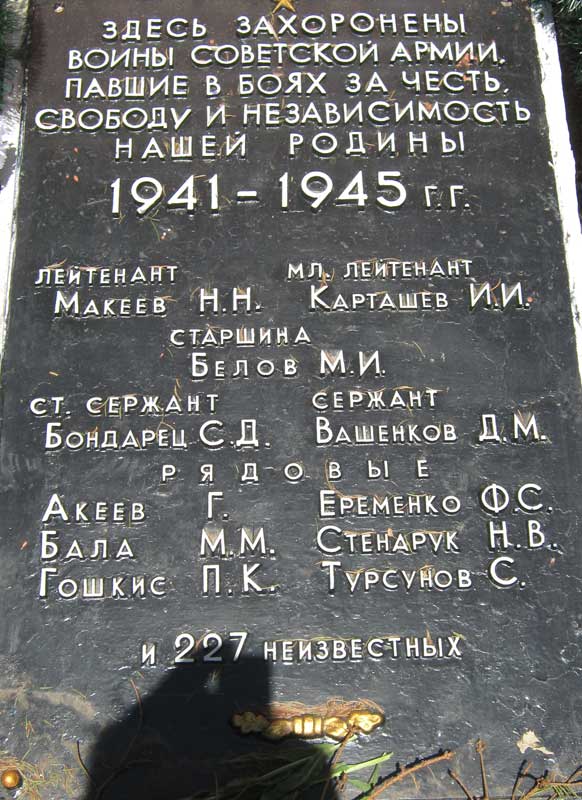 ЗДЕСЬ ЗАХОРОНЕНЫ
ВОИНЫ СОВЕТСКОЙ АРМИИ,
ПАВШИЕ В БОЯХ ЗА ЧЕСТЬ,
СВОБОДУ И НЕЗАВИСИМОСТЬ
НАШЕЙ РОДИНЫ
1941-1945 Г.Г.
ЛЕЙТЕНАНТ МЛ. ЛЕЙТЕНАНТ
МАКЕЕВ Н.Н. КАРТАШЕВ И.И.
СТАРШИНА
БЕЛОВ М.И.
СТ. СЕРЖАНТ СЕРЖАНТ
БОНДАРЕЦ С.Д. ВАШЕНКОВ Д.М.
РЯДОВЫЕ
АКЕЕВ Г. ЕРЕМЕНКО Ф.С.
БАЛА М.М. СТЕНАРУК Н.В.
ГОШКИС П.К. ТУРСУНОВ С.
И 227 НЕИЗВЕСТНЫХ